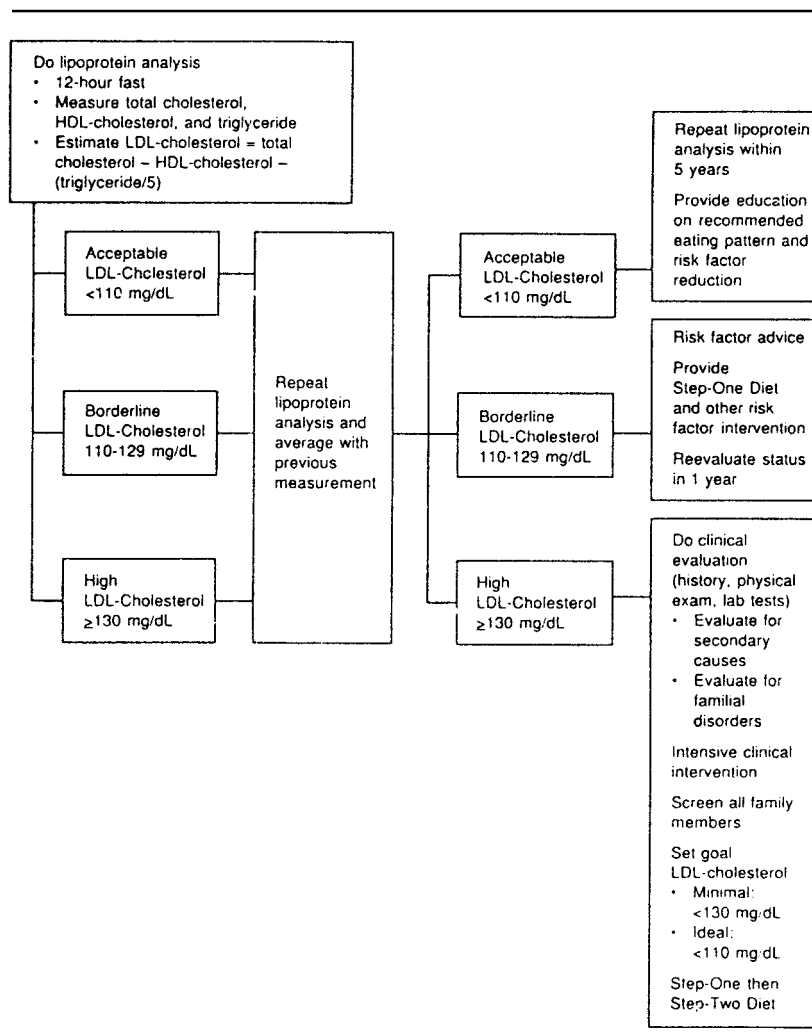 Do lipoprotein analysis
• 12-hour fast
• Measure total cholesterol,
HDL-cholesterol, and triglyceride
• Estimate LDL-cholesterol = total
cholesterol – HDL-cholesterol –
(triglyceride/5)
Acceptable
LDL-Cholesterol
<110 mg/dL
Borderline
LDL-Cholesterol
110-129 mg/dL
High
LDL-Cholesterol
≥130 mg/dL
Repeat
lipoprotein
analysis and
average with
previous
measurement
Acceptable
LDL-Cholesterol
<110 mg/dL
Borderline
LDL-Cholesterol
110-129 mg/dL
High
LDL-Cholesterol
≥130 mg/dL
Repeat lipoprotein
analysis within
5 years
Provide education
on recommended
eating pattern and
risk factor
reduction
Risk factor advice
Provide
Step-One Diet
and other risk
factor intervention
Reevaluate status
in 1 year
Do clinical
evaluation
(history, physical
exam, lab tests)
• Evaluate for
secondary
causes
• Evaluate for
familial
disorders
Intensive clinical
intervention
Screen all family
members
Set goal
LDL-cholesterol
• Minimal:
<130 mg/dL
• Ideal:
<110 mg/dL
Step-One then
Step-Two Diet